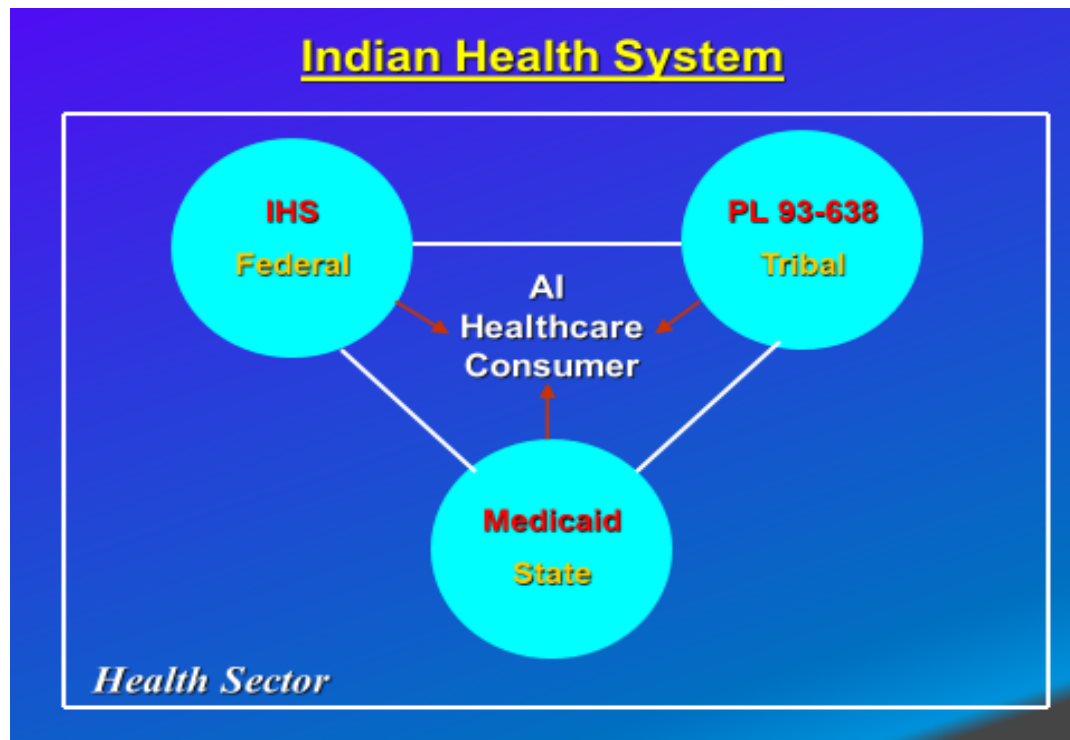 Indian Health System
IHS
Federal
PL 93-638
Tribal
AI
Healthcare
Consumer
Medicaid
State
Health Sector